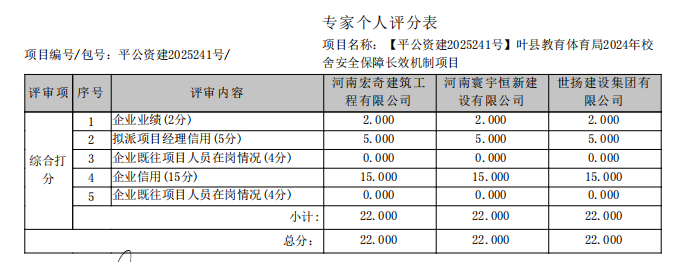 专家个人评分表
项目编号/包号：平公资建2025241号/
项目名称：【平公资建2025241号】叶县教育体育局2024年校
舍安全保障长效机制项目
评审项 序号 评审内容 河南宏奇建筑工程有限公司 河南寰宇恒新建设有限公司 世扬建设集团有限公司
综合打分
1 企业业绩(2分) 2.000 2.000 2.000
2 拟派项目经理信用(5分) 5.000 5.000 5.000
3 企业既往项目人员在岗情况(4分) 0.000 0.000 0.000
4 企业信用(15分) 15.000 15.000 15.000
5 企业既往项目人员在岗情况(4分) 0.000 0.000 0.000
小计: 22.000 22.000 22.000
总分: 22.000 22.000 22.000